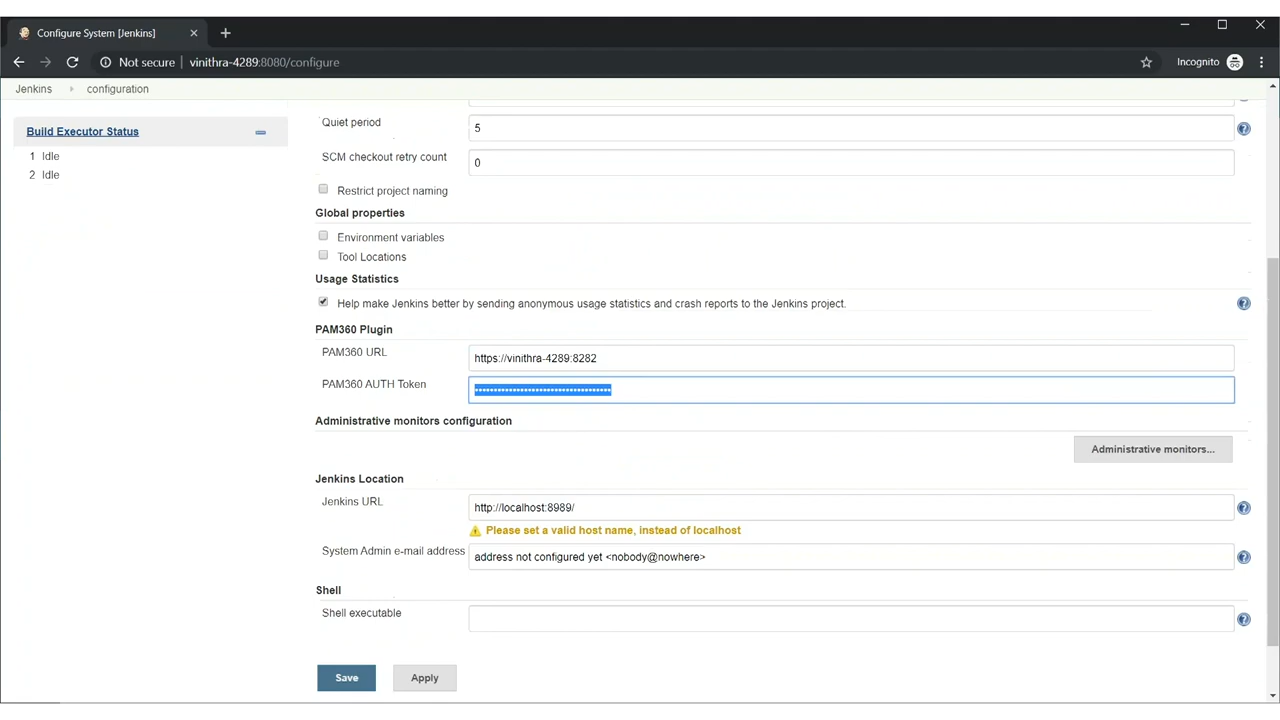 Configure System [Jenkins]
Not secure | vinithra-4289:8080/configure
Incognito
Jenkins configuration
Build Executor Status
1 Idle
2 Idle
Quiet period
5
SCM checkout retry count
0
Restrict project naming
Global properties
Environment variables
Tool Locations
Usage Statistics
Help make Jenkins better by sending anonymous usage statistics and crash reports to the Jenkins project.
PAM360 Plugin
PAM360 URL
https://vinithra-4289:8282
PAM360 AUTH Token
Administrative monitors configuration
Administrative monitors...
Jenkins Location
Jenkins URL
http://localhost:8989/
Please set a valid host name, instead of localhost
System Admin e-mail address
address not configured yet <nobody@nowhere>
Shell
Shell executable
Save
Apply